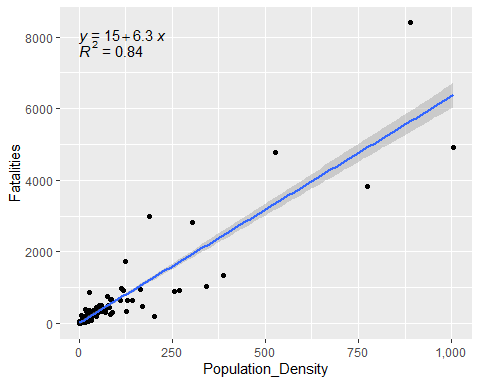 y = 15+6.3 x
R² = 0.84
8000
6000
4000
2000
0
Fatalities
0 250 500 750 1,000
Population_Density